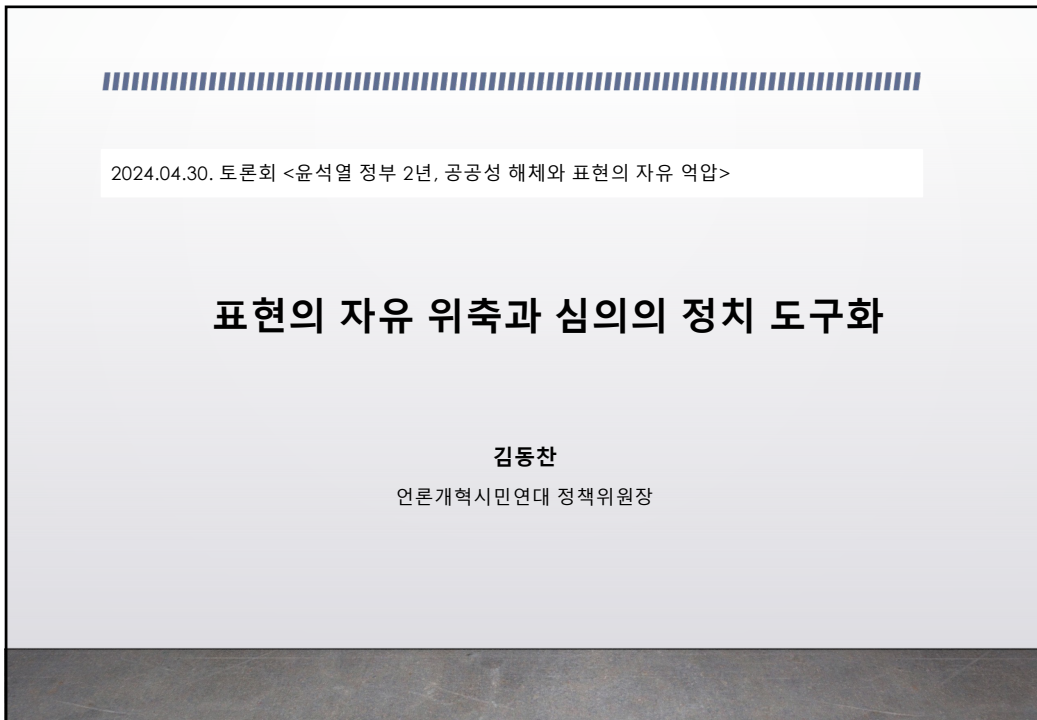 2024.04.30. 토론회 <윤석열 정부 2년, 공공성 해체와 표현의 자유 억압>
표현의 자유 위축과 심의의 정치 도구화
김동찬
언론개혁시민연대 정책위원장